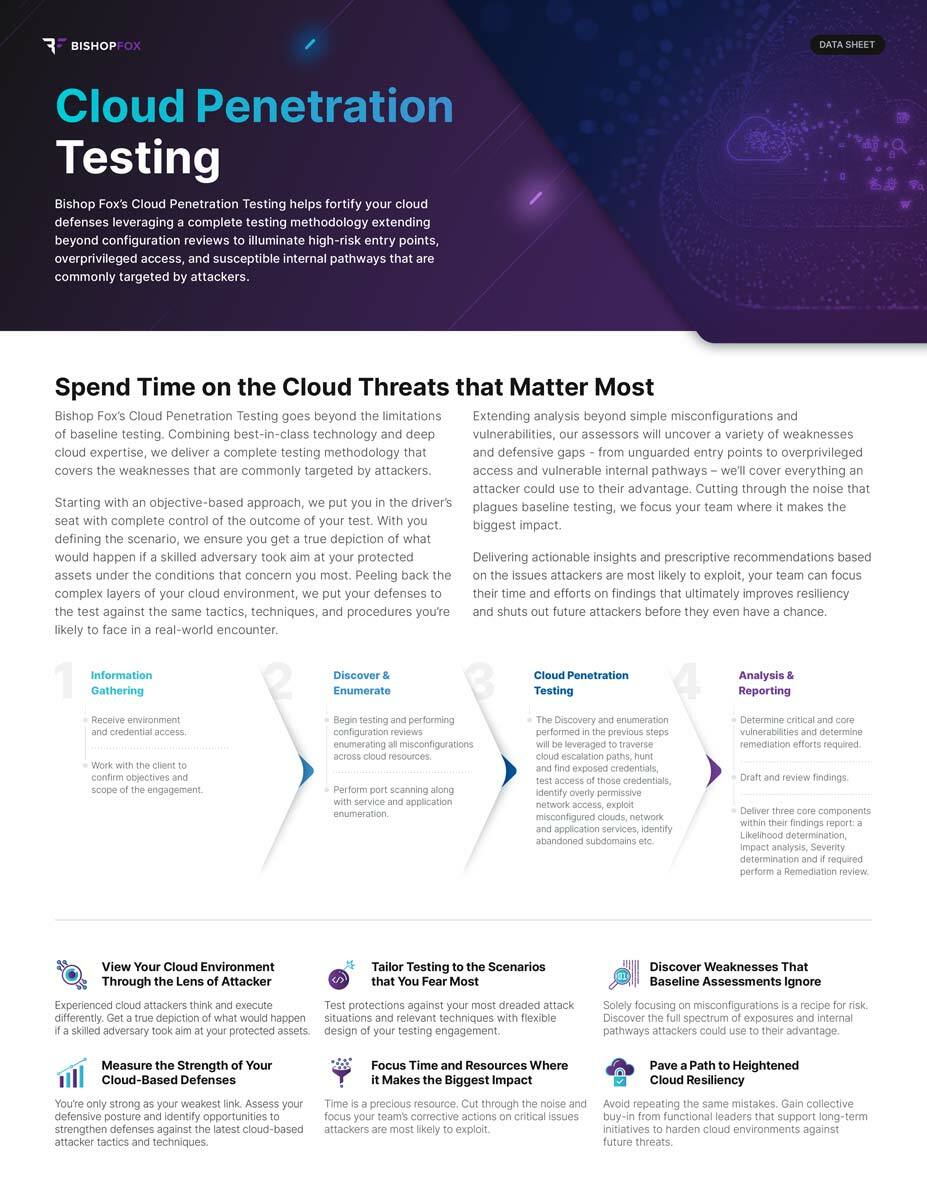 BISHOPFOX
DATA SHEET
Cloud Penetration
Testing
Bishop Fox’s Cloud Penetration Testing helps fortify your cloud
defenses leveraging a complete testing methodology extending
beyond configuration reviews to illuminate high-risk entry points,
overprivileged access, and susceptible internal pathways that are
commonly targeted by attackers.
Spend Time on the Cloud Threats that Matter Most
Bishop Fox’s Cloud Penetration Testing goes beyond the limitations
of baseline testing. Combining best-in-class technology and deep
cloud expertise, we deliver a complete testing methodology that
covers the weaknesses that are commonly targeted by attackers.
Starting with an objective-based approach, we put you in the driver’s
seat with complete control of the outcome of your test. With you
defining the scenario, we ensure you get a true depiction of what
would happen if a skilled adversary took aim at your protected
assets under the conditions that concern you most. Peeling back the
complex layers of your cloud environment, we put your defenses to
the test against the same tactics, techniques, and procedures you’re
likely to face in a real-world encounter.
Extending analysis beyond simple misconfigurations and
vulnerabilities, our assessors will uncover a variety of weaknesses
and defensive gaps - from unguarded entry points to overprivileged
access and vulnerable internal pathways – we’ll cover everything an
attacker could use to their advantage. Cutting through the noise that
plagues baseline testing, we focus your team where it makes the
biggest impact.
Delivering actionable insights and prescriptive recommendations based
on the issues attackers are most likely to exploit, your team can focus
their time and efforts on findings that ultimately improves resiliency
and shuts out future attackers before they even have a chance.
1
Information
Gathering
Receive environment
and credential access.
Work with the client to
confirm objectives and
scope of the engagement.
2
Discover &
Enumerate
Begin testing and performing
configuration reviews
enumerating all misconfigurations
across cloud resources.
Perform port scanning along
with service and application
enumeration.
3
Cloud Penetration
Testing
The Discovery and enumeration
performed in the previous steps
will be leveraged to traverse
cloud escalation paths, hunt
and find exposed credentials,
test access of those credentials,
identify overly permissive
network access, exploit
misconfigured clouds, network
and application services, identify
abandoned subdomains etc.
4
Analysis &
Reporting
Determine critical and core
vulnerabilities and determine
remediation efforts required.
Draft and review findings.
Deliver three core components
within their findings report: a
Likelihood determination,
Impact analysis, Severity
determination and if required
perform a Remediation review.
View Your Cloud Environment
Through the Lens of Attacker
Experienced cloud attackers think and execute
differently. Get a true depiction of what would happen
if a skilled adversary took aim at your protected assets.
Tailor Testing to the Scenarios
that You Fear Most
Test protections against your most dreaded attack
situations and relevant techniques with flexible
design of your testing engagement.
Discover Weaknesses That
Baseline Assessments Ignore
Solely focusing on misconfigurations is a recipe for risk.
Discover the full spectrum of exposures and internal
pathways attackers could use to their advantage.
Measure the Strength of Your
Cloud-Based Defenses
You’re only strong as your weakest link. Assess your
defensive posture and identify opportunities to
strengthen defenses against the latest cloud-based
attacker tactics and techniques.
Focus Time and Resources Where
it Makes the Biggest Impact
Time is a precious resource. Cut through the noise and
focus your team’s corrective actions on critical issues
attackers are most likely to exploit.
Pave a Path to Heightened
Cloud Resiliency
Avoid repeating the same mistakes. Gain collective
buy-in from functional leaders that support long-term
initiatives to harden cloud environments against
future threats.